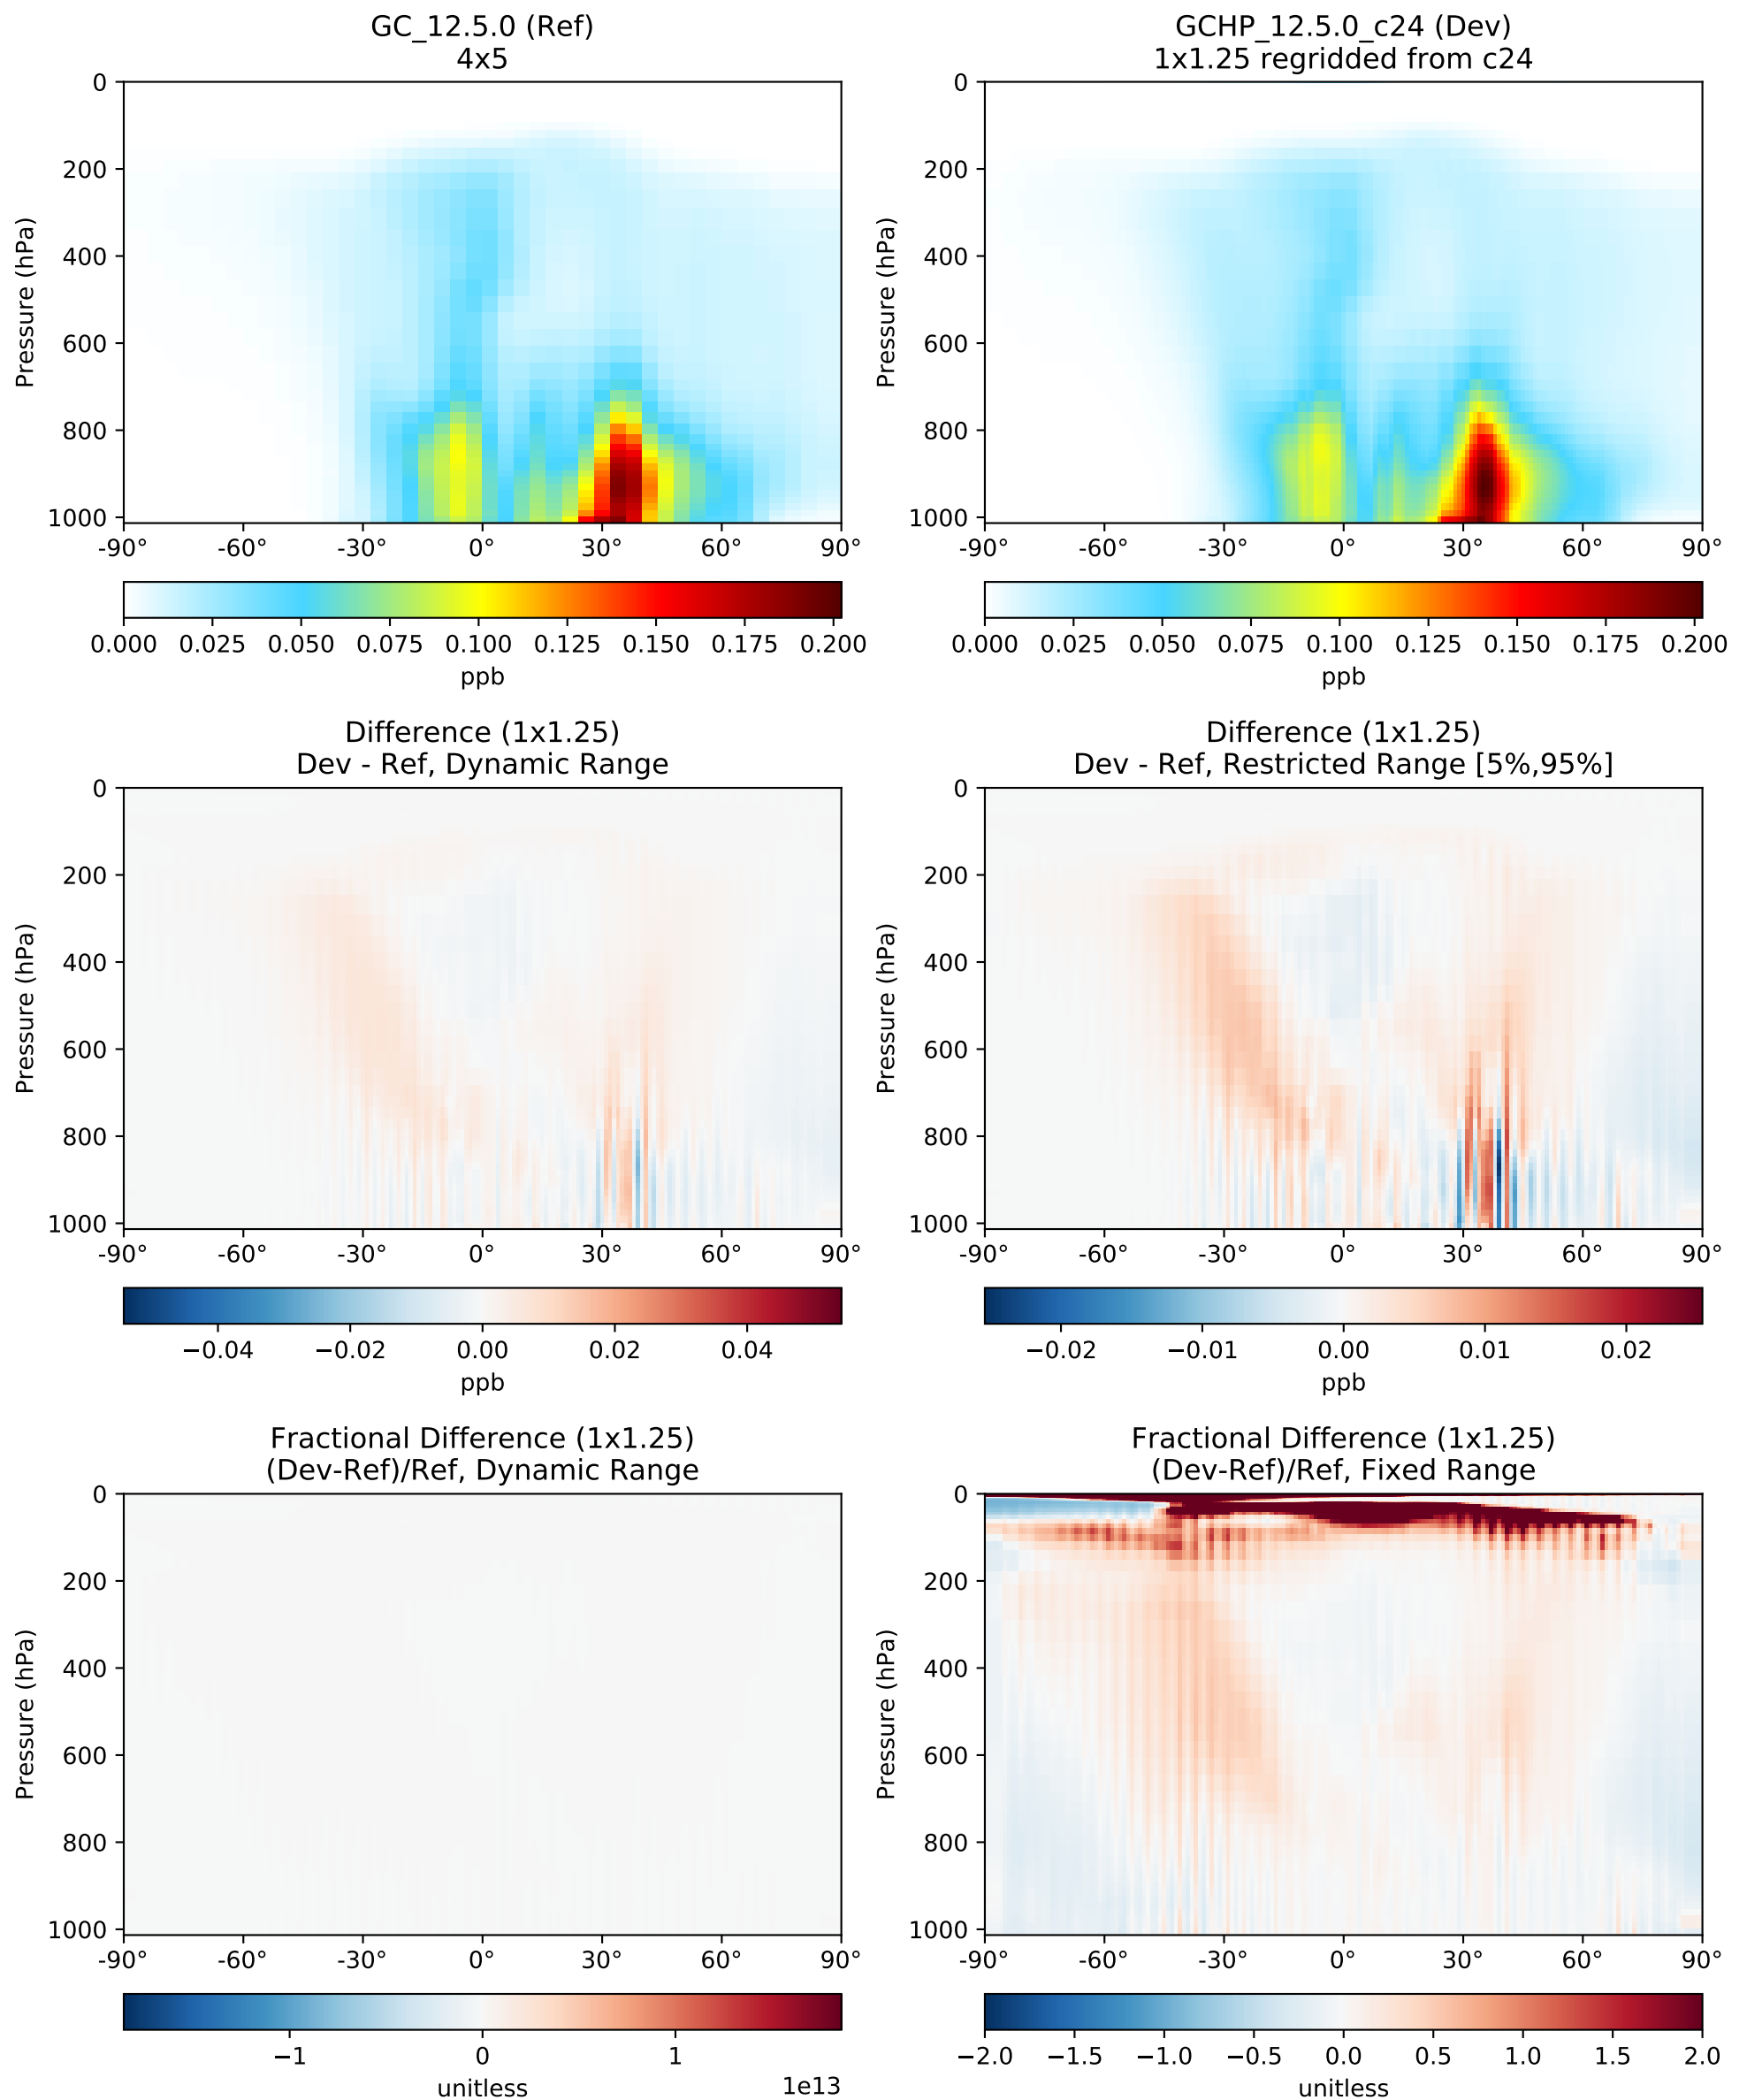 GC_12.5.0 (Ref)
4x5
GCHP_12.5.0_c24 (Dev)
1x1.25 regridded from c24
Pressure (hPa)
0
200
400
600
800
1000
-90° -60° -30° 0° 30° 60° 90°
Pressure (hPa)
0
200
400
600
800
1000
-90° -60° -30° 0° 30° 60° 90°
0.000 0.025 0.050 0.075 0.100 0.125 0.150 0.175 0.200
ppb
0.000 0.025 0.050 0.075 0.100 0.125 0.150 0.175 0.200
ppb
Difference (1x1.25)
Dev - Ref, Dynamic Range
Difference (1x1.25)
Dev - Ref, Restricted Range [5%,95%]
Pressure (hPa)
0
200
400
600
800
1000
-90° -60° -30° 0° 30° 60° 90°
Pressure (hPa)
0
200
400
600
800
1000
-90° -60° -30° 0° 30° 60° 90°
−0.04 −0.02 0.00 0.02 0.04
ppb
−0.02 −0.01 0.00 0.01 0.02
ppb
Fractional Difference (1x1.25)
(Dev-Ref)/Ref, Dynamic Range
Fractional Difference (1x1.25)
(Dev-Ref)/Ref, Fixed Range
Pressure (hPa)
0
200
400
600
800
1000
-90° -60° -30° 0° 30° 60° 90°
Pressure (hPa)
0
200
400
600
800
1000
-90° -60° -30° 0° 30° 60° 90°
−1 0 1
unitless 1e13
−2.0 −1.5 −1.0 −0.5 0.0 0.5 1.0 1.5 2.0
unitless